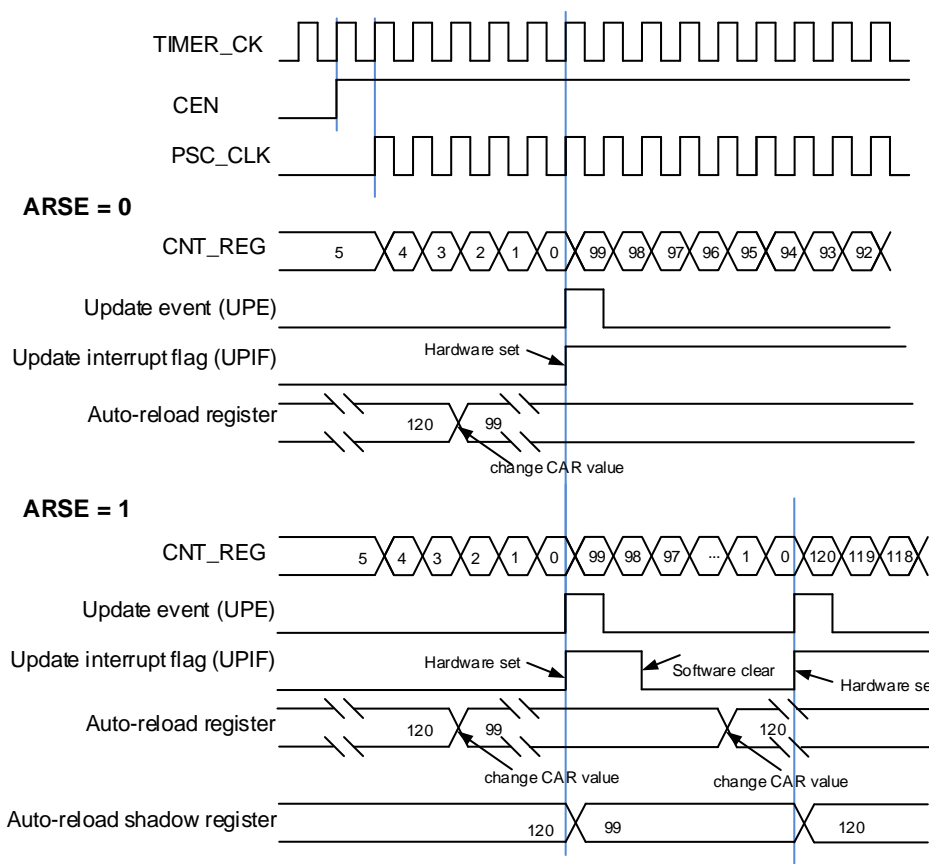 TIMER_CK
CEN
PSC_CLK
ARSE = 0
CNT_REG 5 4 3 2 1 0 99 98 97 96 95 94 93 92
Update event (UPE)
Update interrupt flag (UPIF) Hardware set
Auto-reload register 120 99
change CAR value
ARSE = 1
CNT_REG 5 4 3 2 1 0 99 98 97 ... 1 0 120 119 118
Update event (UPE)
Update interrupt flag (UPIF) Hardware set Software clear
Hardware se
Auto-reload register 120 99 120
change CAR value change CAR value
Auto-reload shadow register 120 99 120